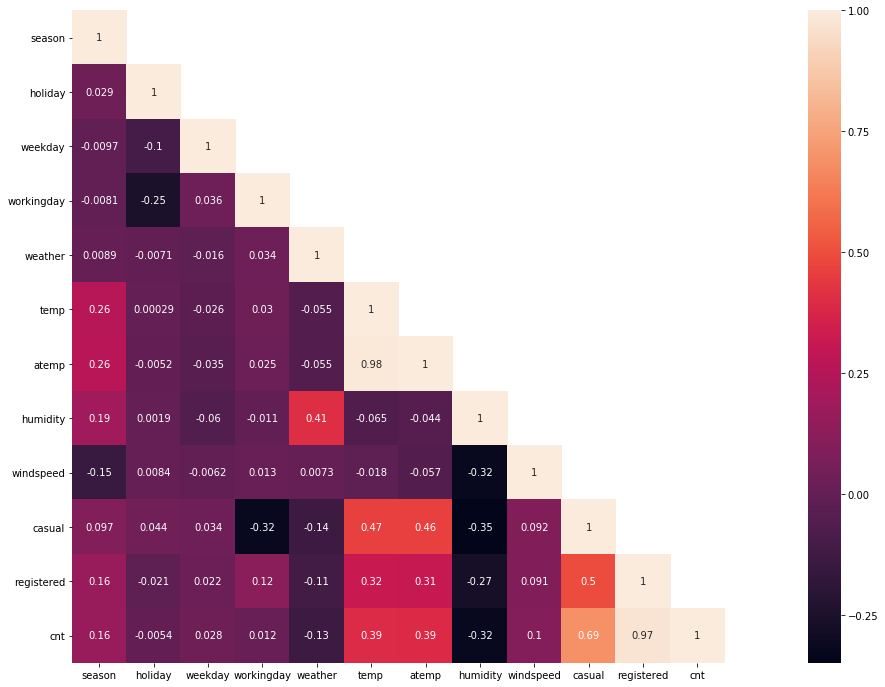 season 1
holiday 0.029 1
weekday -0.0097 -0.1 1
workingday -0.0081 -0.25 0.036 1
weather 0.0089 -0.0071 -0.016 0.034 1
temp 0.26 0.00029 -0.026 0.03 -0.055 1
atemp 0.26 -0.0052 -0.035 0.025 -0.055 0.98 1
humidity 0.19 0.0019 -0.06 -0.011 0.41 -0.065 -0.044 1
windspeed -0.15 0.0084 -0.0062 0.013 0.0073 -0.018 -0.057 -0.32 1
casual 0.097 0.044 0.034 -0.32 -0.14 0.47 0.46 -0.35 0.092 1
registered 0.16 -0.021 0.022 0.12 -0.11 0.32 0.31 -0.27 0.091 0.5 1
cnt 0.16 -0.0054 0.028 0.012 -0.13 0.39 0.39 -0.32 0.1 0.69 0.97 1
season holiday weekday workingday weather temp atemp humidity windspeed casual registered cnt
1.00
0.75
0.50
0.25
0.00
-0.25